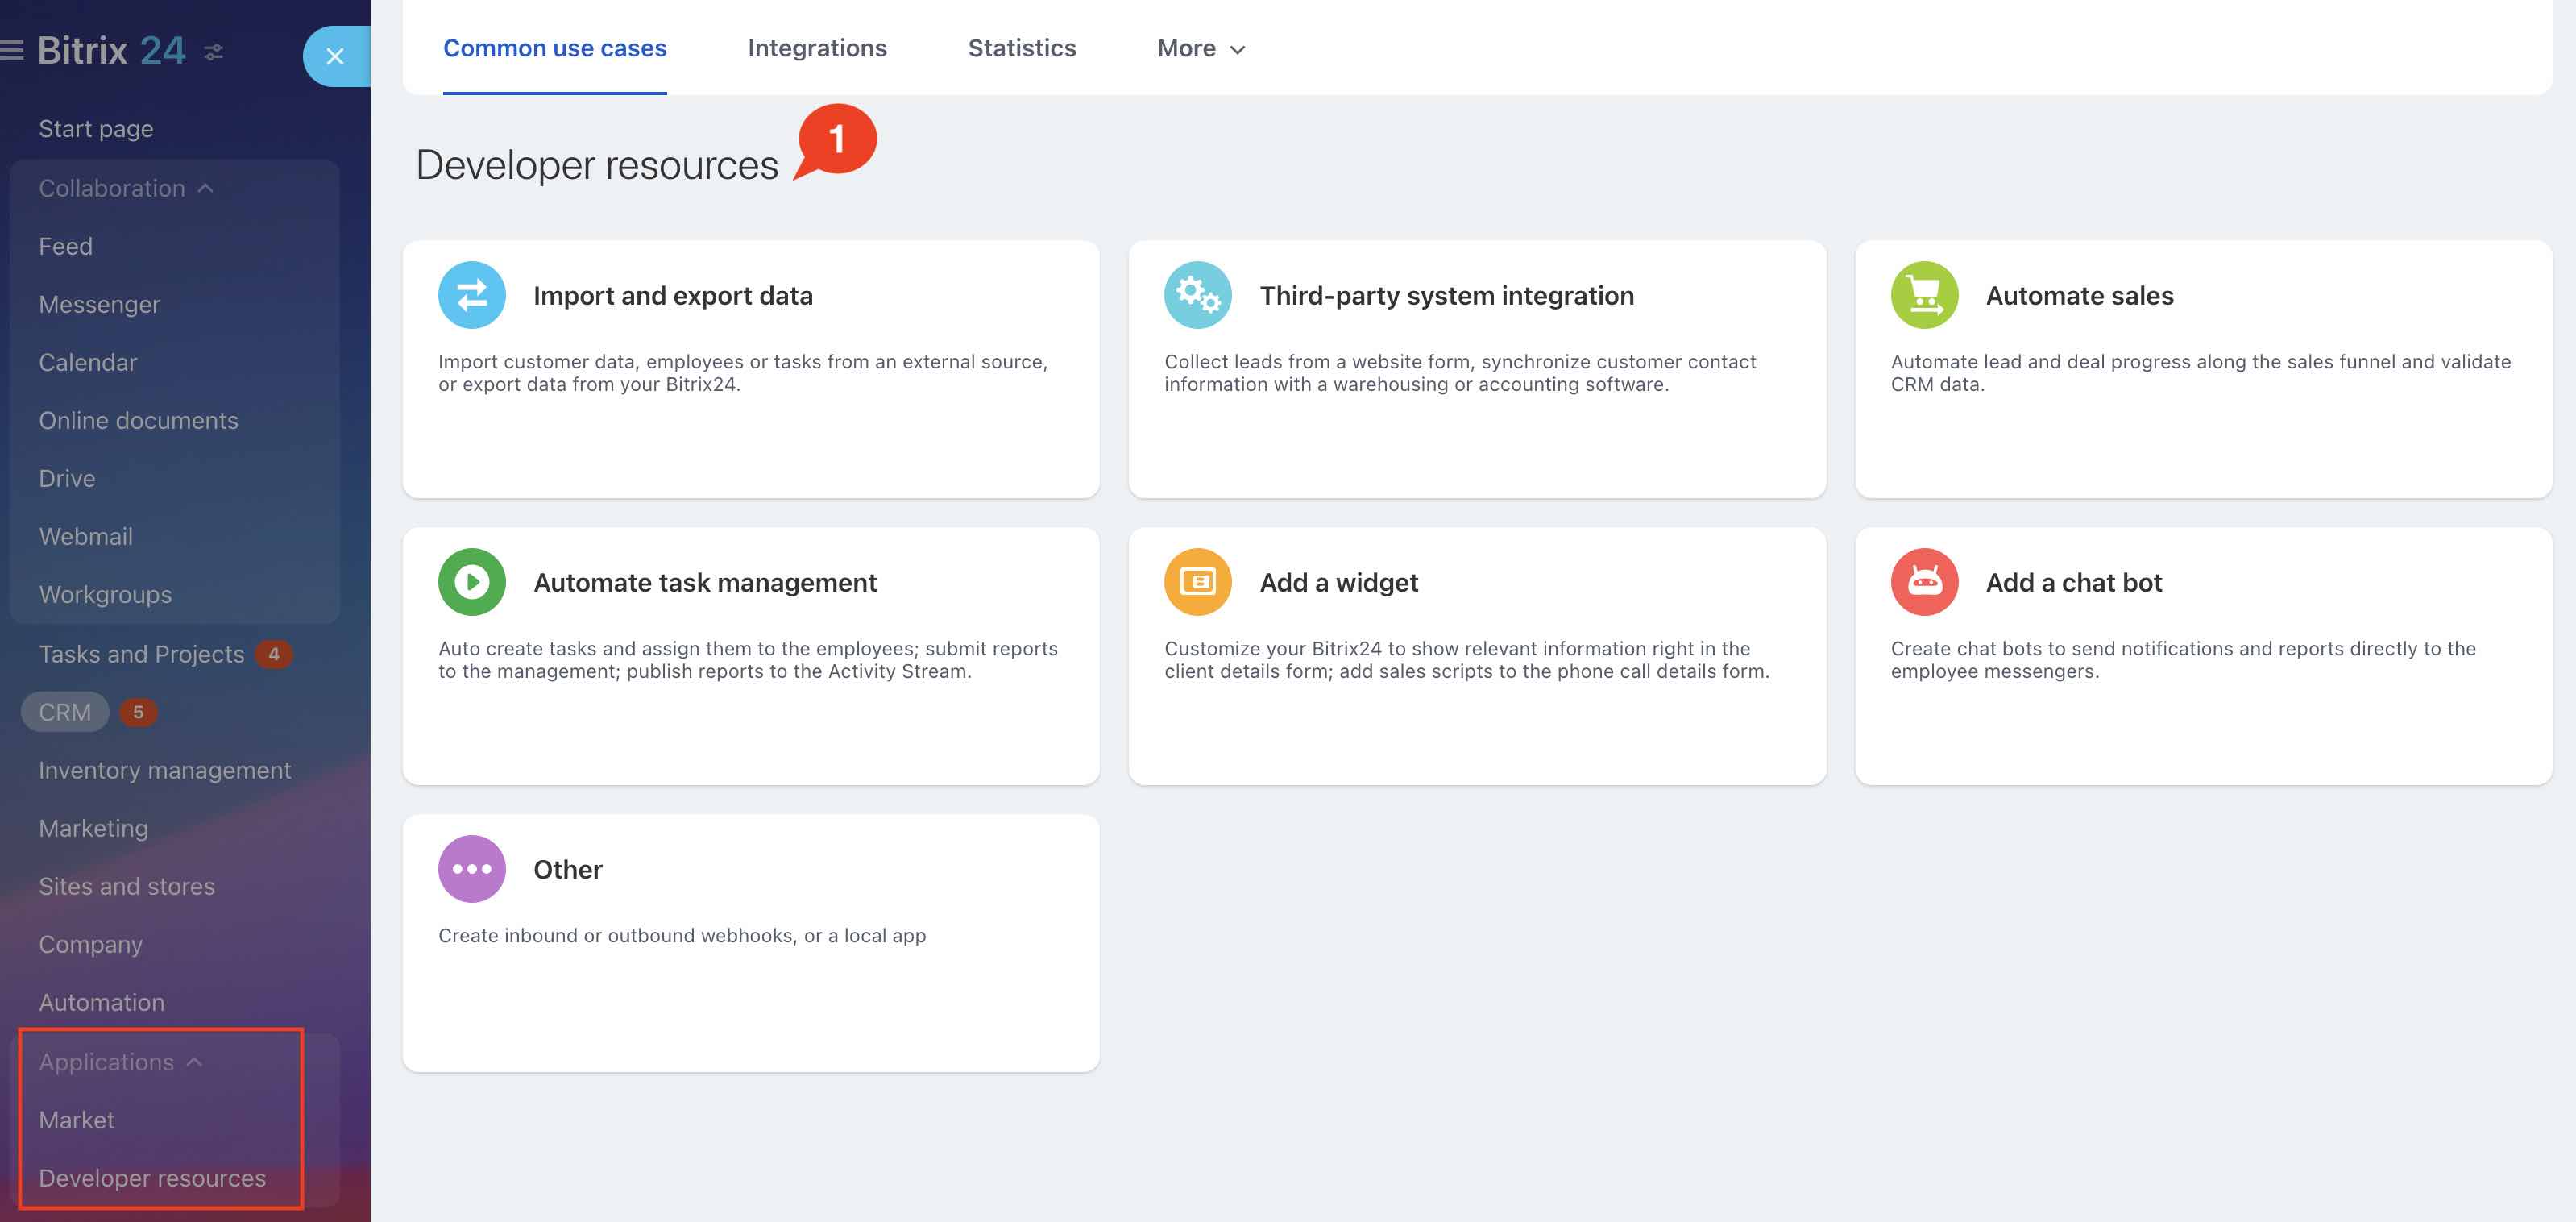 Bitrix 24
Start page
Collaboration
Feed
Messenger
Calendar
Online documents
Drive
Webmail
Workgroups
Tasks and Projects 4
CRM 5
Inventory management
Marketing
Sites and stores
Company
Automation
Applications
Market
Developer resources
Common use cases Integrations Statistics More
Developer resources 1
Import and export data
Import customer data, employees or tasks from an external source,
or export data from your Bitrix24.
Third-party system integration
Collect leads from a website form, synchronize customer contact
information with a warehousing or accounting software.
Automate sales
Automate lead and deal progress along the sales funnel and validate
CRM data.
Automate task management
Auto create tasks and assign them to the employees; submit reports
to the management; publish reports to the Activity Stream.
Add a widget
Customize your Bitrix24 to show relevant information right in the
client details form; add sales scripts to the phone call details form.
Add a chat bot
Create chat bots to send notifications and reports directly to the
employee messengers.
Other
Create inbound or outbound webhooks, or a local app